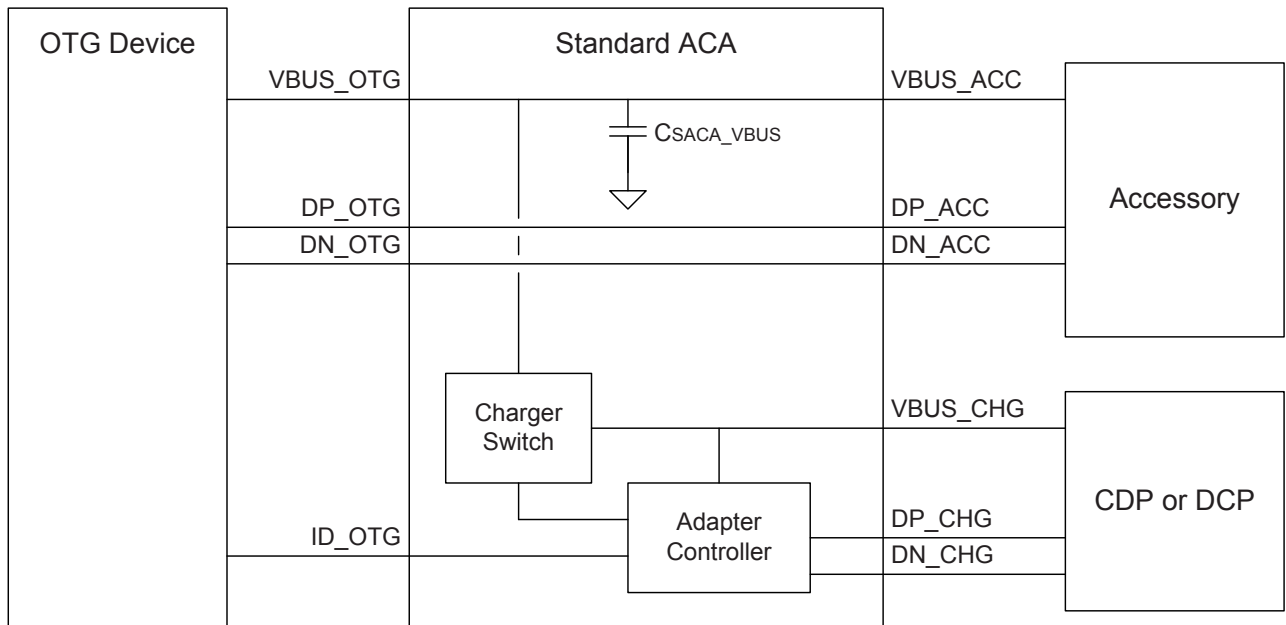 OTG Device
Standard ACA
VBUS_OTG
VBUS_ACC
CSACA_VBUS
Accessory
DP_OTG
DP_ACC
DN_OTG
DN_ACC
Charger
Switch
VBUS_CHG
CDP or DCP
Adapter
Controller
DP_CHG
ID_OTG
DN_CHG